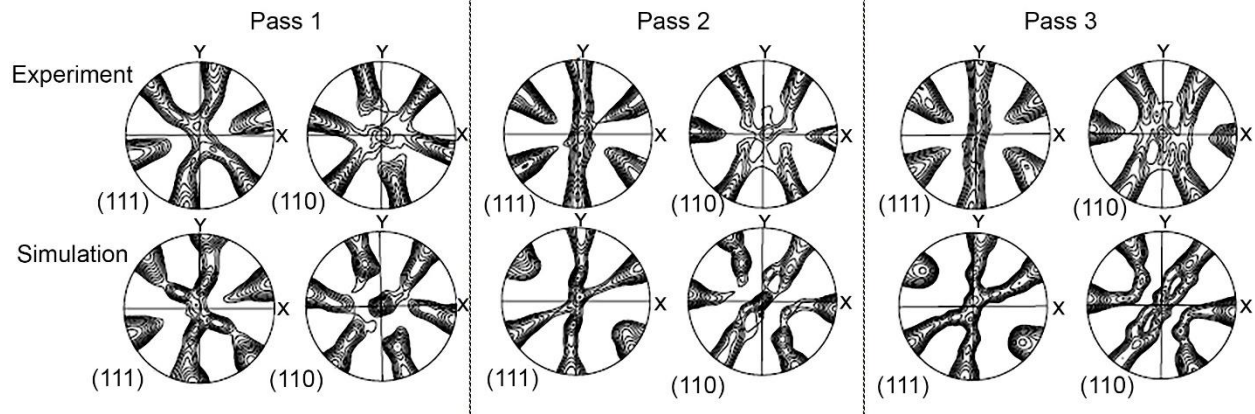 Pass 1
Pass 2
Pass 3
Experiment
Y
Y
Y
Y
Y
Y
X
X
X
X
X
X
(111)
(110)
(111)
(110)
(111)
(110)
Simulation
Y
Y
Y
Y
Y
Y
X
X
X
X
X
X
(111)
(110)
(111)
(110)
(111)
(110)